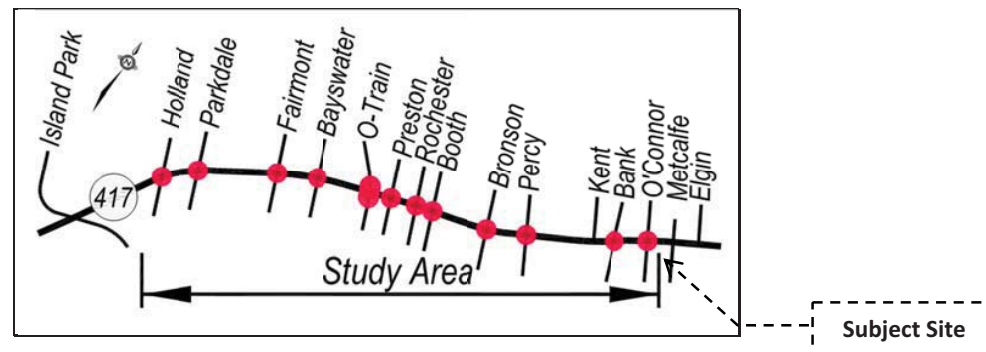 Island Park
Holland
Parkdale
Fairmont
Bayswater
O-Train
Preston
Rochester
Booth
Bronson
Percy
Kent
Bank
O'Connor
Metcalfe
Elgin
417
Study Area
Subject Site